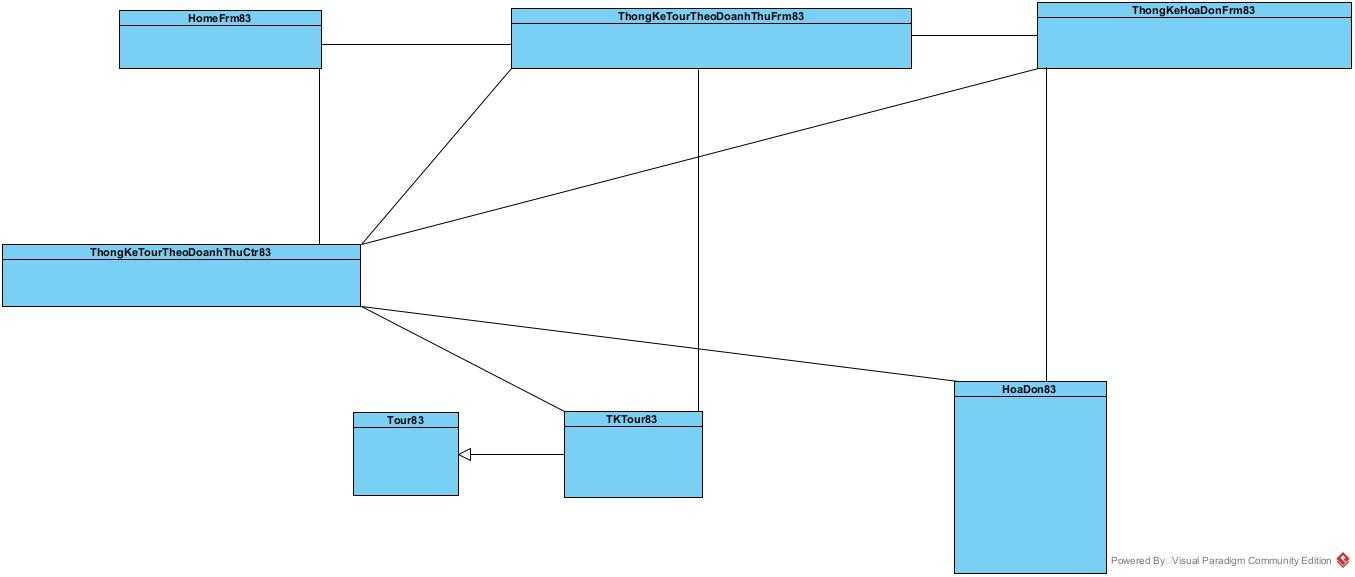 HomeFrm83
ThongKeTourTheoDoanhThuFrm83
ThongKeHoaDonFrm83
ThongKeTourTheoDoanhThuCtr83
HoaDon83
Tour83
TKTour83
Powered By Visual Paradigm Community Edition